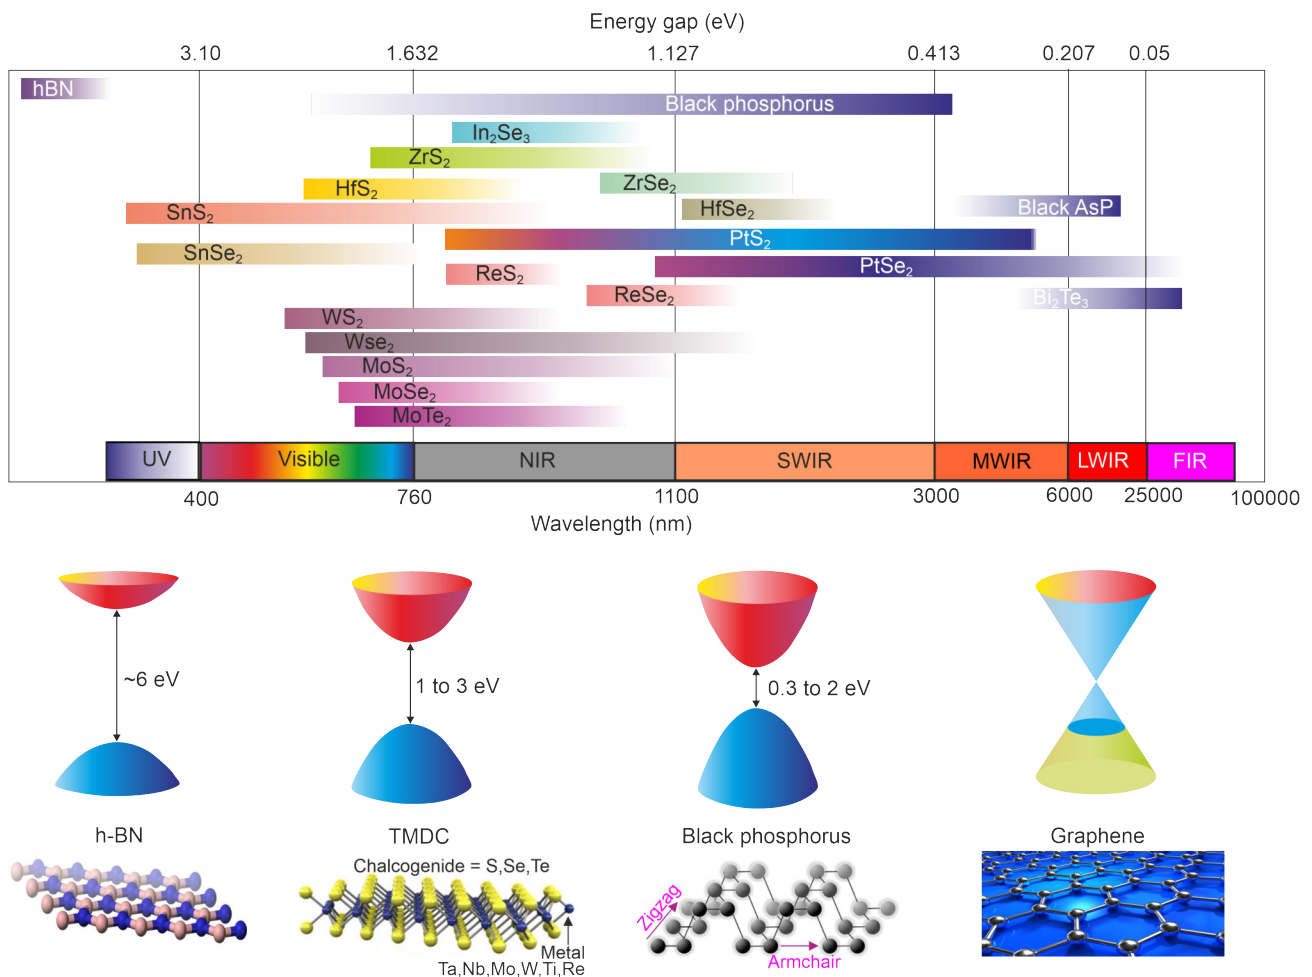 Energy gap (eV)
3.10 1.632 1.127 0.413 0.207 0.05
hBN
Black phosphorus
In₂Se₃
ZrS₂
HfS₂
ZrSe₂
SnS₂
HfSe₂
Black AsP
PtS₂
SnSe₂
PtSe₂
ReS₂
ReSe₂
Bi₂Te₃
WS₂
Wse₂
MoS₂
MoSe₂
MoTe₂
UV Visible NIR SWIR MWIR LWIR FIR
400 760 1100 3000 6000 25000 100000
Wavelength (nm)
~6 eV
1 to 3 eV
0.3 to 2 eV
h-BN TMDC Black phosphorus Graphene
Chalcogenide = S,Se,Te
Metal
Ta,Nb,Mo,W,Ti,Re
Zigzag
Armchair